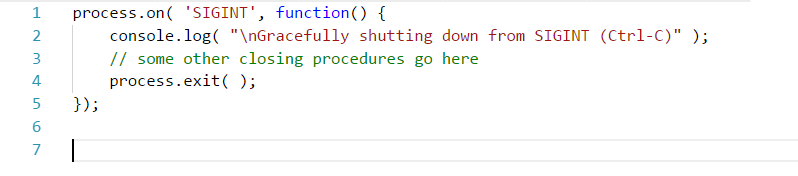 1 process.on( 'SIGINT', function() {
2     console.log( "\nGracefully shutting down from SIGINT (Ctrl-C)" );
3     // some other closing procedures go here
4     process.exit( );
5 });
6
7